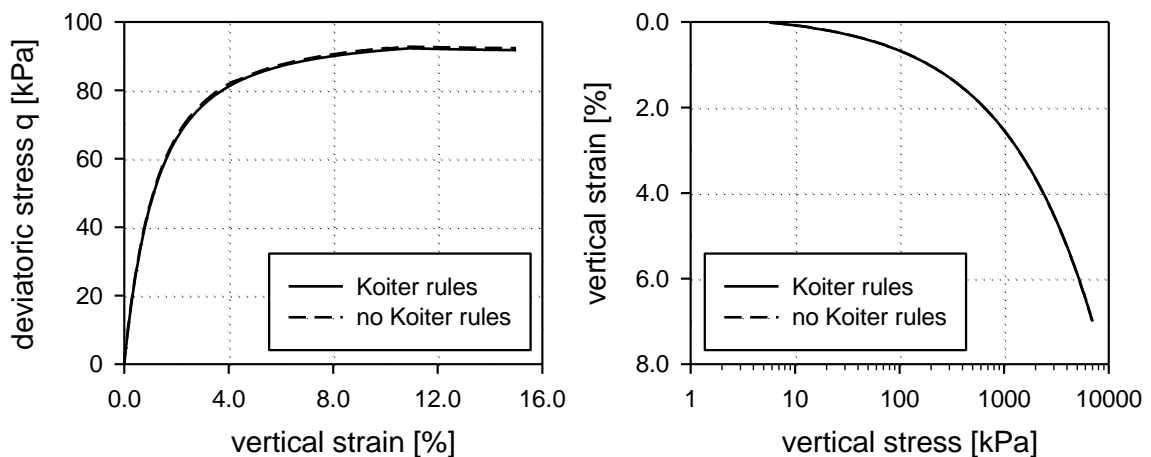 deviatoric stress q [kPa]
100
80
60
40
20
0
Koiter rules
no Koiter rules
0.0 4.0 8.0 12.0 16.0
vertical strain [%]
vertical strain [%]
0.0
2.0
4.0
6.0
8.0
Koiter rules
no Koiter rules
1 10 100 1000 10000
vertical stress [kPa]